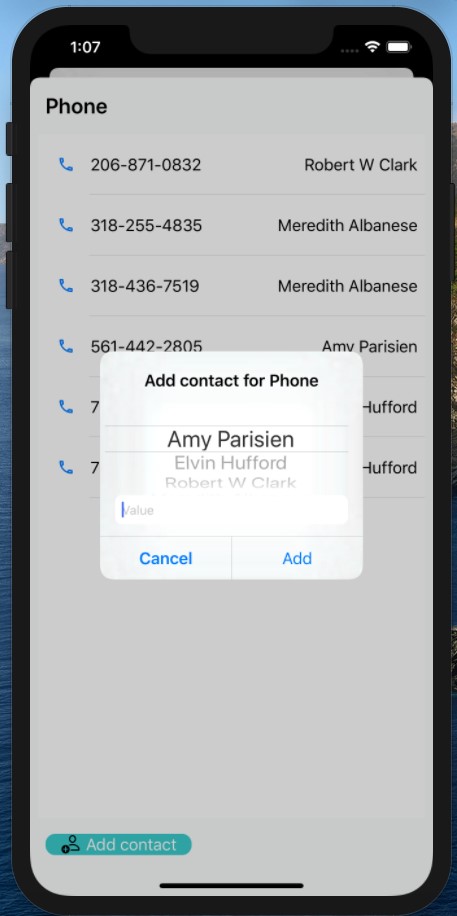 1:07
Phone
206-871-0832 Robert W Clark
318-255-4835 Meredith Albanese
318-436-7519 Meredith Albanese
561-442-2805 Amy Parisien
Add contact for Phone
7 Hufford
Amy Parisien
Elvin Hufford
7 Hufford
Robert W Clark
Value
Cancel Add
Add contact